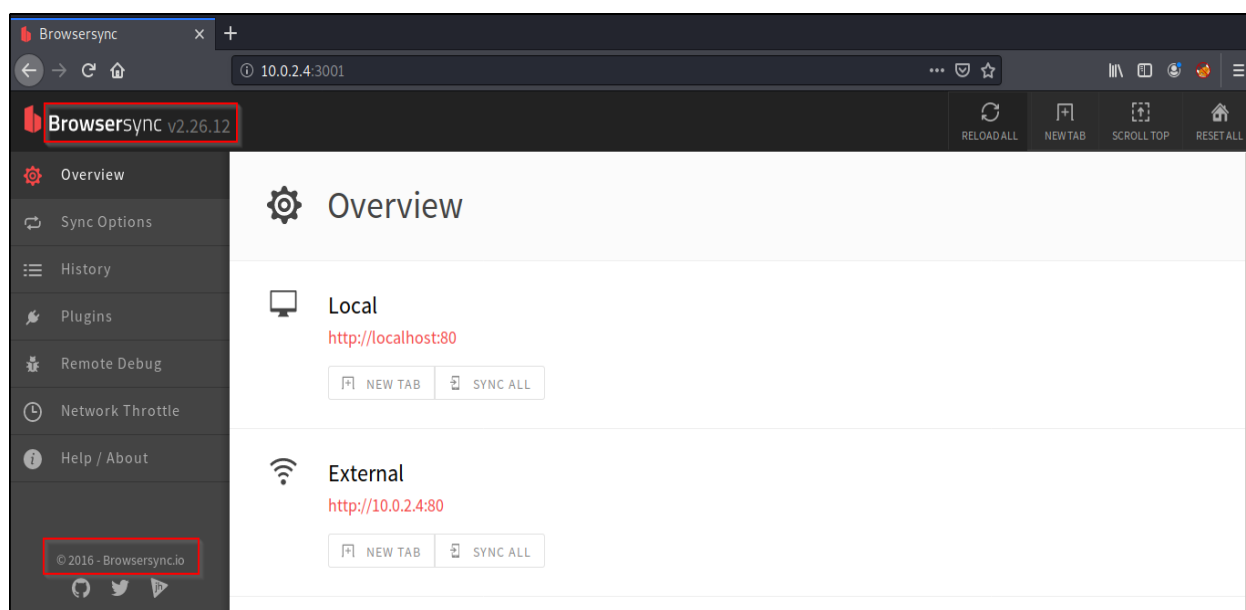 Browsersync
10.0.2.4:3001
Browsersync v2.26.12
RELOAD ALL
NEW TAB
SCROLL TOP
RESET ALL
Overview
Sync Options
History
Plugins
Remote Debug
Network Throttle
Help / About
© 2016 - Browsersync.io
Overview
Local
http://localhost:80
NEW TAB SYNC ALL
External
http://10.0.2.4:80
NEW TAB SYNC ALL